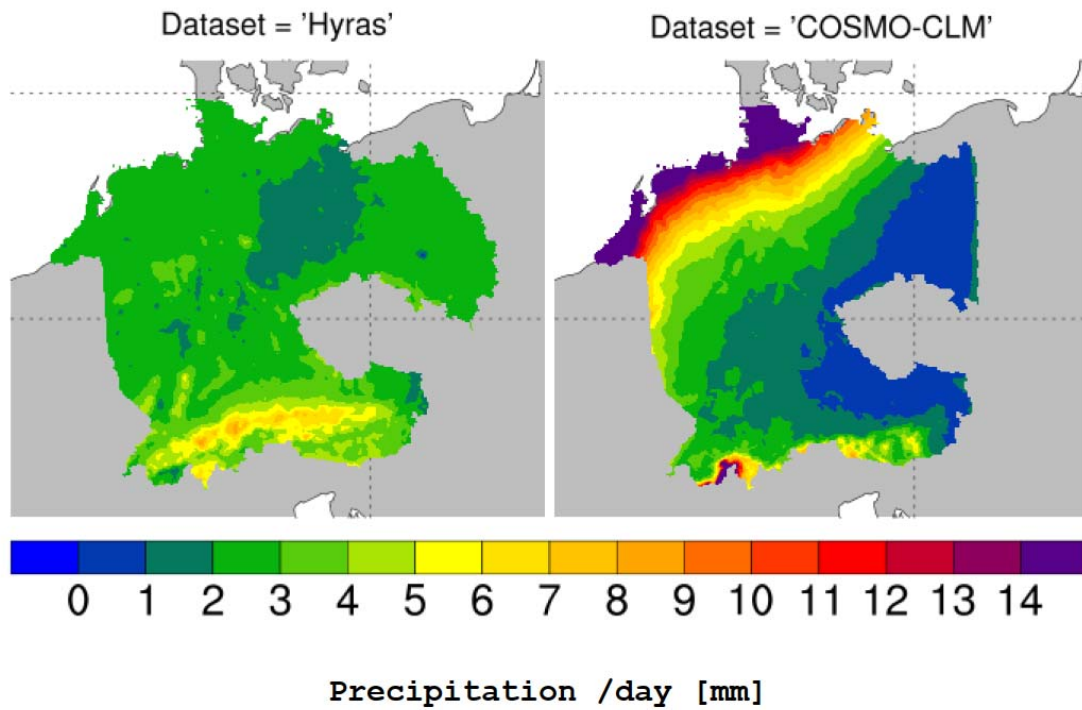 Dataset = 'Hyras'
Dataset = 'COSMO-CLM'
0 1 2 3 4 5 6 7 8 9 10 11 12 13 14
Precipitation /day [mm]